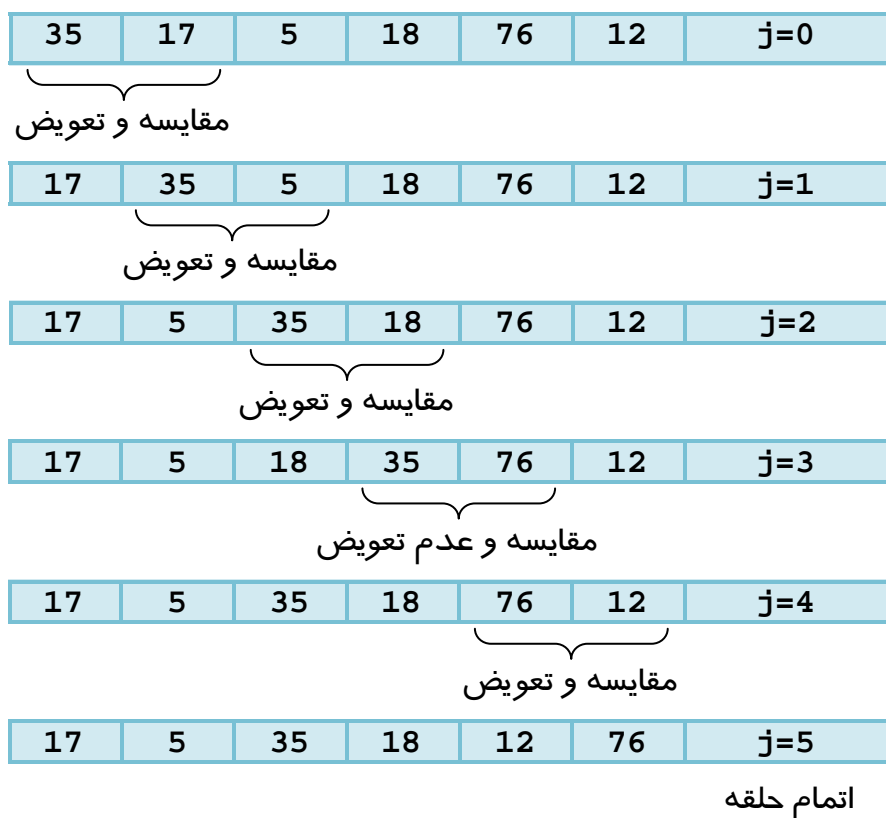 35 17 5 18 76 12 j=0
مقایسه و تعویض
17 35 5 18 76 12 j=1
مقایسه و تعویض
17 5 35 18 76 12 j=2
مقایسه و تعویض
17 5 18 35 76 12 j=3
مقایسه و عدم تعویض
17 5 35 18 76 12 j=4
مقایسه و تعویض
17 5 35 18 12 76 j=5
اتمام حلقه